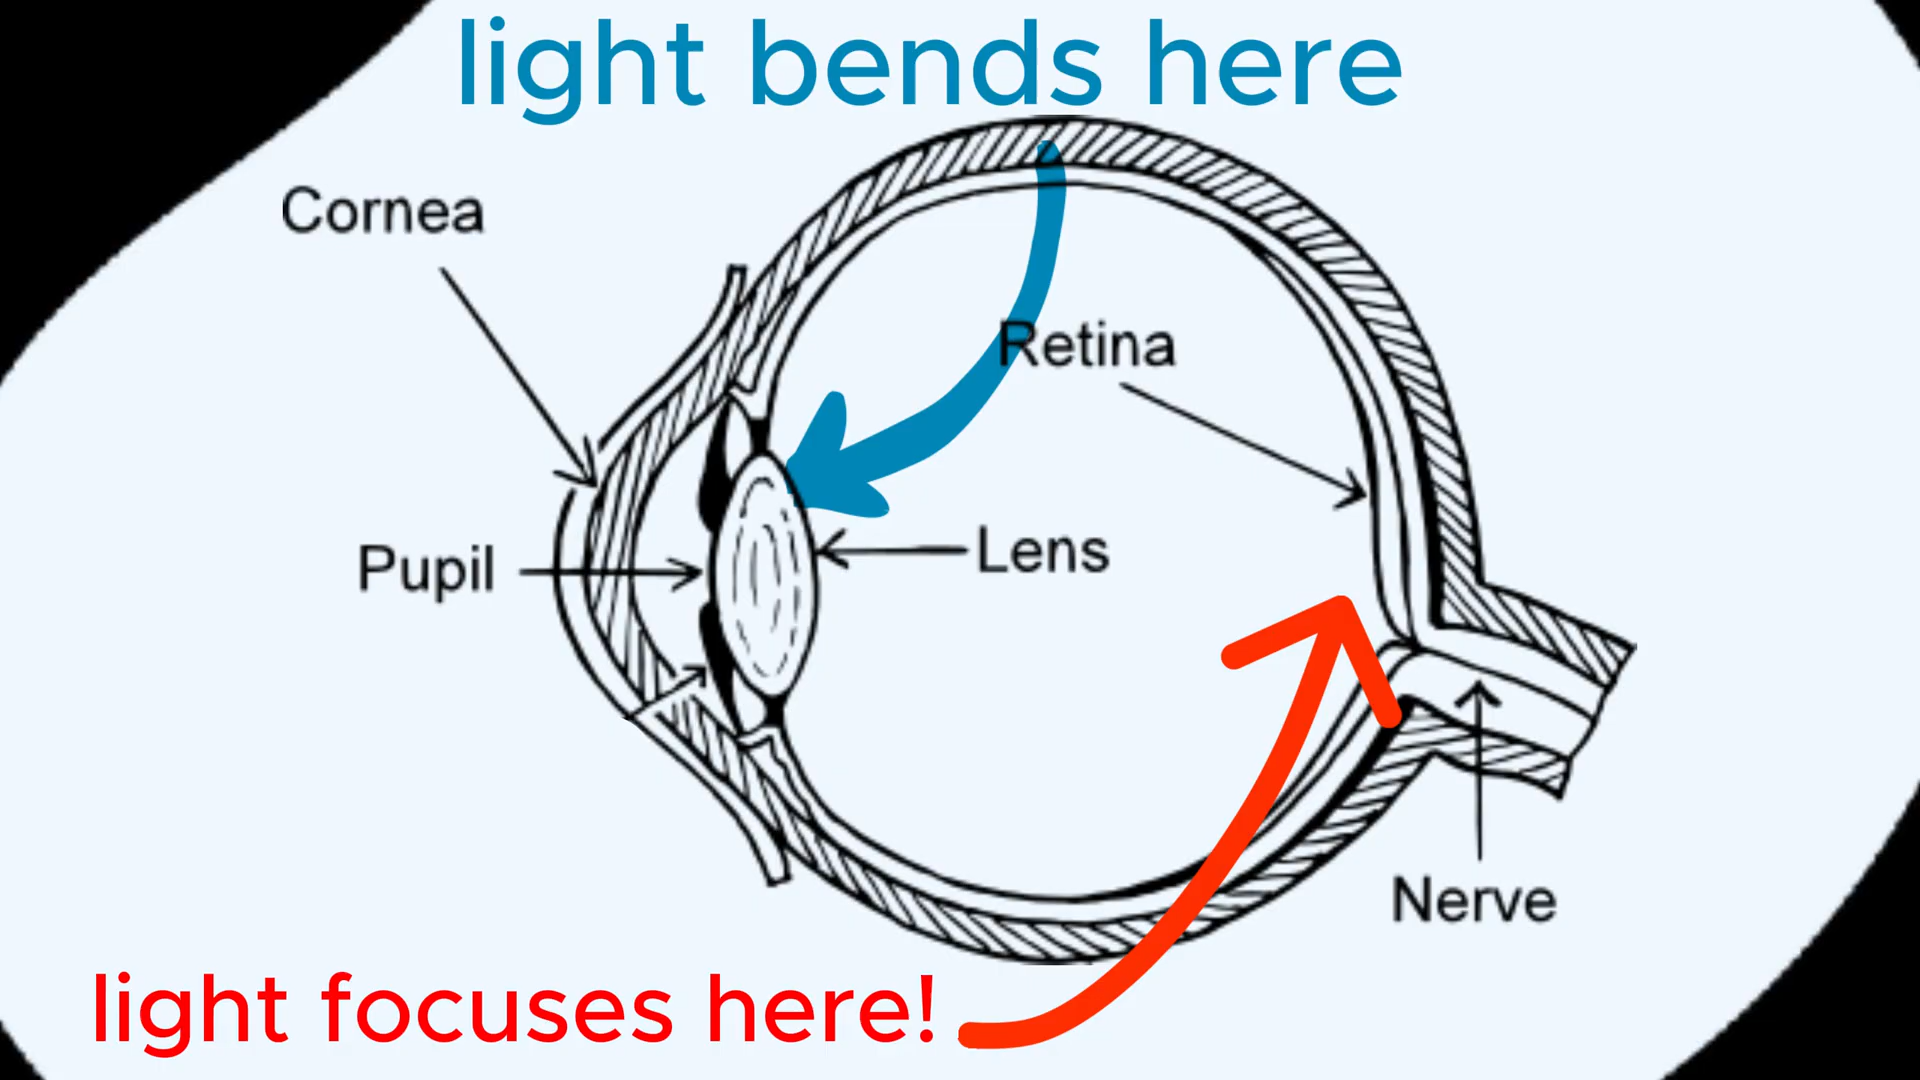 light bends here
Cornea
Retina
Lens
Pupil
Nerve
light focuses here!